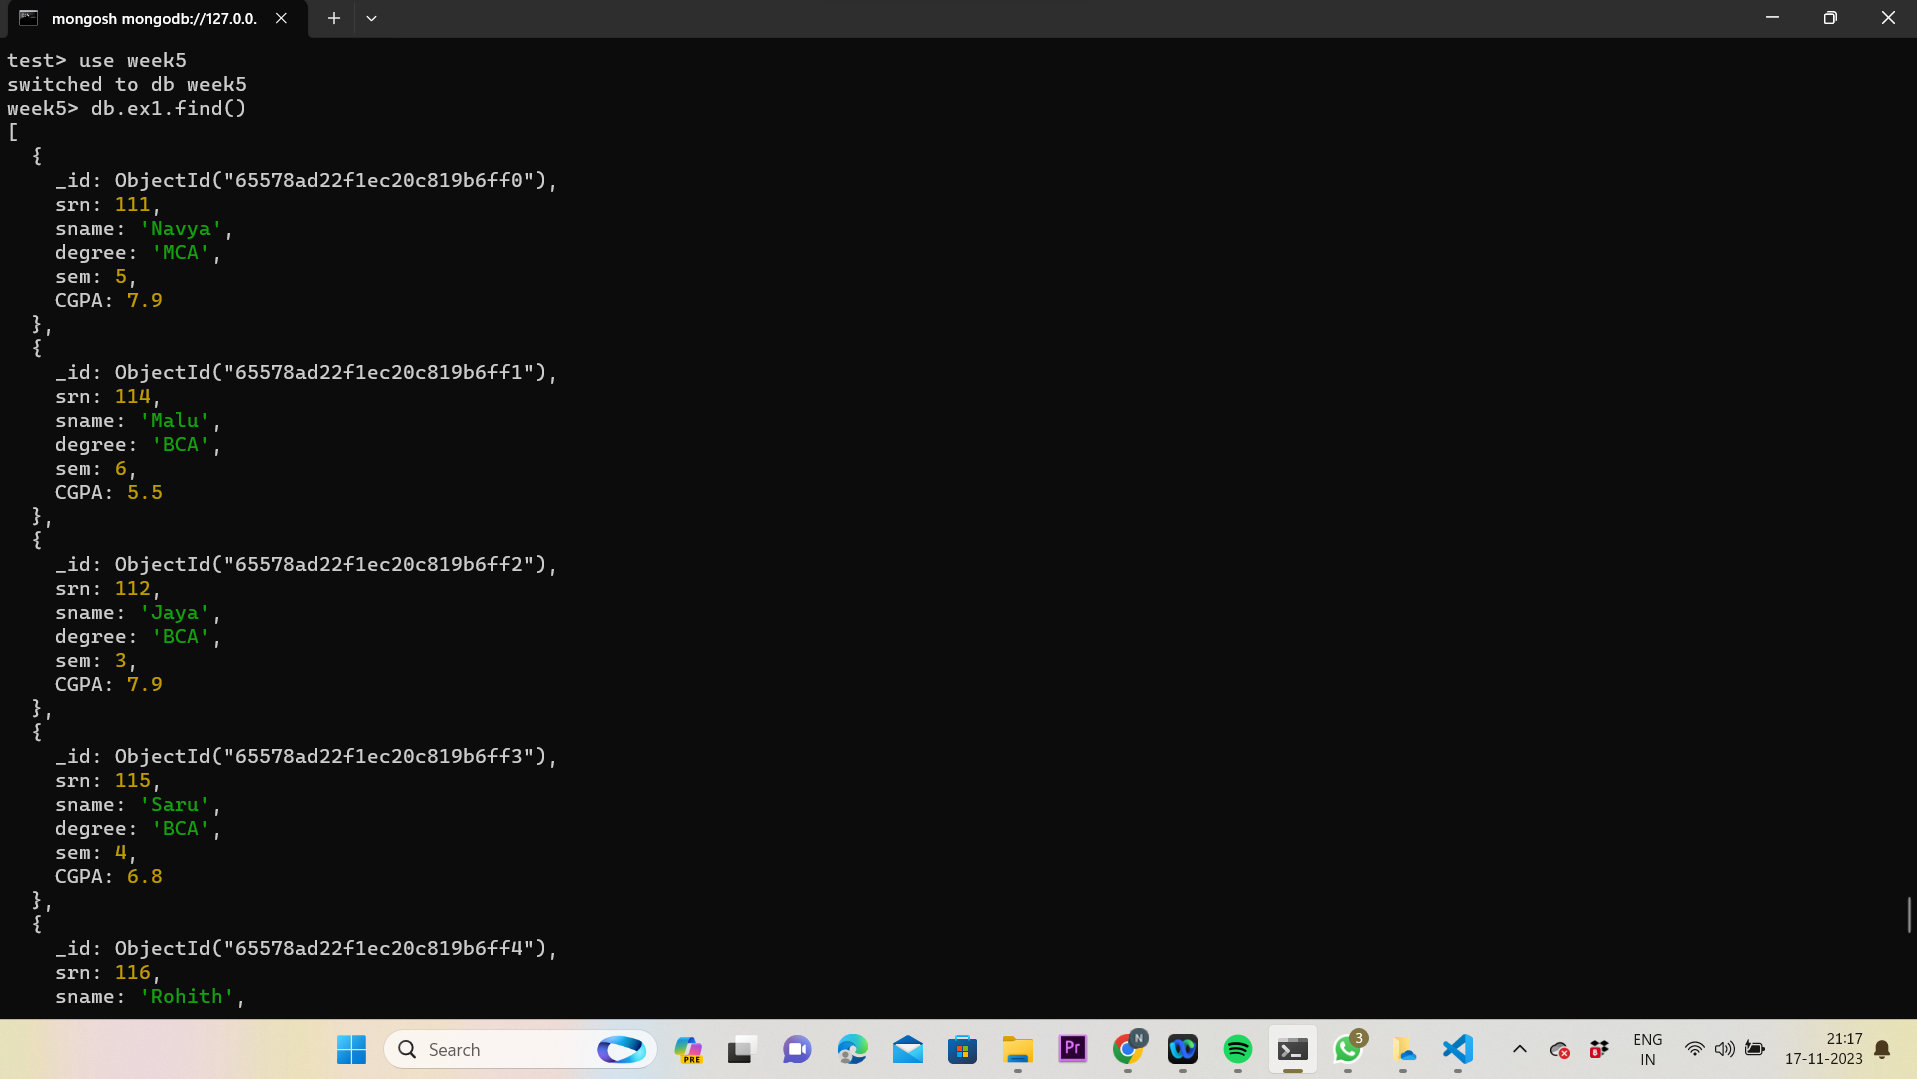 mongosh mongodb://127.0.0.
test> use week5
switched to db week5
week5> db.ex1.find()
[
  {
    _id: ObjectId("65578ad22f1ec20c819b6ff0"),
    srn: 111,
    sname: 'Navya',
    degree: 'MCA',
    sem: 5,
    CGPA: 7.9
  },
  {
    _id: ObjectId("65578ad22f1ec20c819b6ff1"),
    srn: 114,
    sname: 'Malu',
    degree: 'BCA',
    sem: 6,
    CGPA: 5.5
  },
  {
    _id: ObjectId("65578ad22f1ec20c819b6ff2"),
    srn: 112,
    sname: 'Jaya',
    degree: 'BCA',
    sem: 3,
    CGPA: 7.9
  },
  {
    _id: ObjectId("65578ad22f1ec20c819b6ff3"),
    srn: 115,
    sname: 'Saru',
    degree: 'BCA',
    sem: 4,
    CGPA: 6.8
  },
  {
    _id: ObjectId("65578ad22f1ec20c819b6ff4"),
    srn: 116,
    sname: 'Rohith',
Search
PRE
Pr
N
3
8
ENG
IN
21:17
17-11-2023